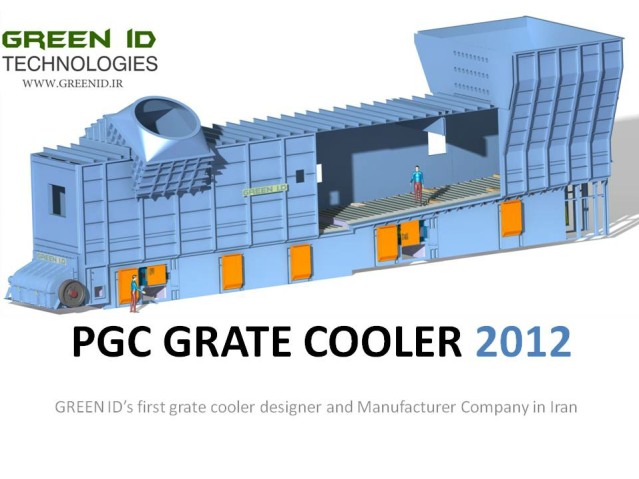 GREEN ID
TECHNOLOGIES
WWW.GREENID.IR
GREEN ID
GREEN ID
PGC GRATE COOLER 2012
GREEN ID's first grate cooler designer and Manufacturer Company in Iran